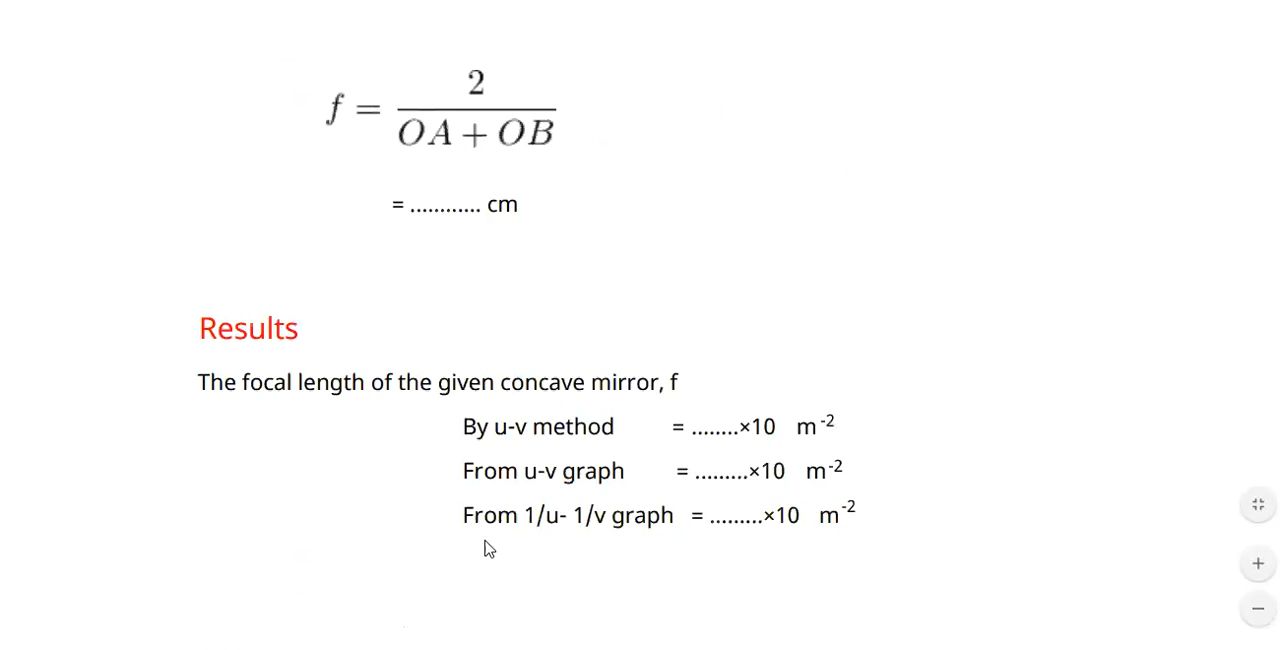 f = 2 / (OA + OB)
= ............ cm
Results
The focal length of the given concave mirror, f
By u-v method = ........×10 m⁻²
From u-v graph = .........×10 m⁻²
From 1/u- 1/v graph = .........×10 m⁻²